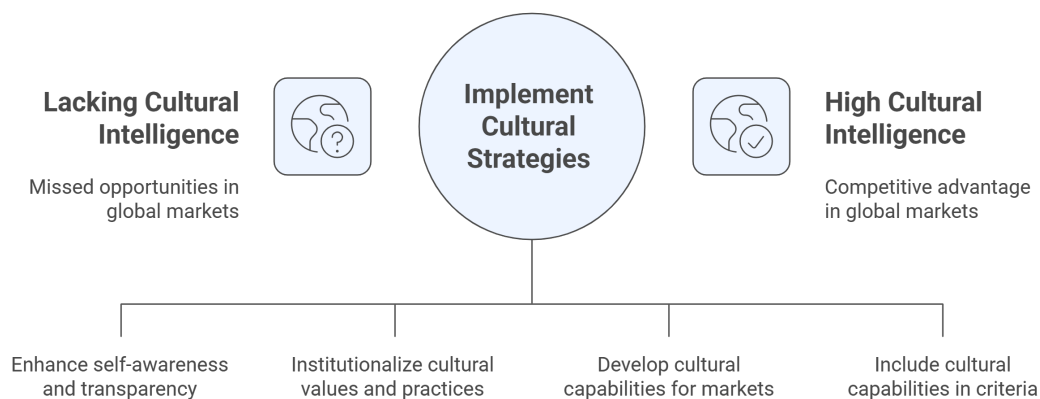 Lacking Cultural
Intelligence
Missed opportunities in
global markets
Implement
Cultural
Strategies
High Cultural
Intelligence
Competitive advantage
in global markets
Enhance self-awareness
and transparency
Institutionalize cultural
values and practices
Develop cultural
capabilities for markets
Include cultural
capabilities in criteria